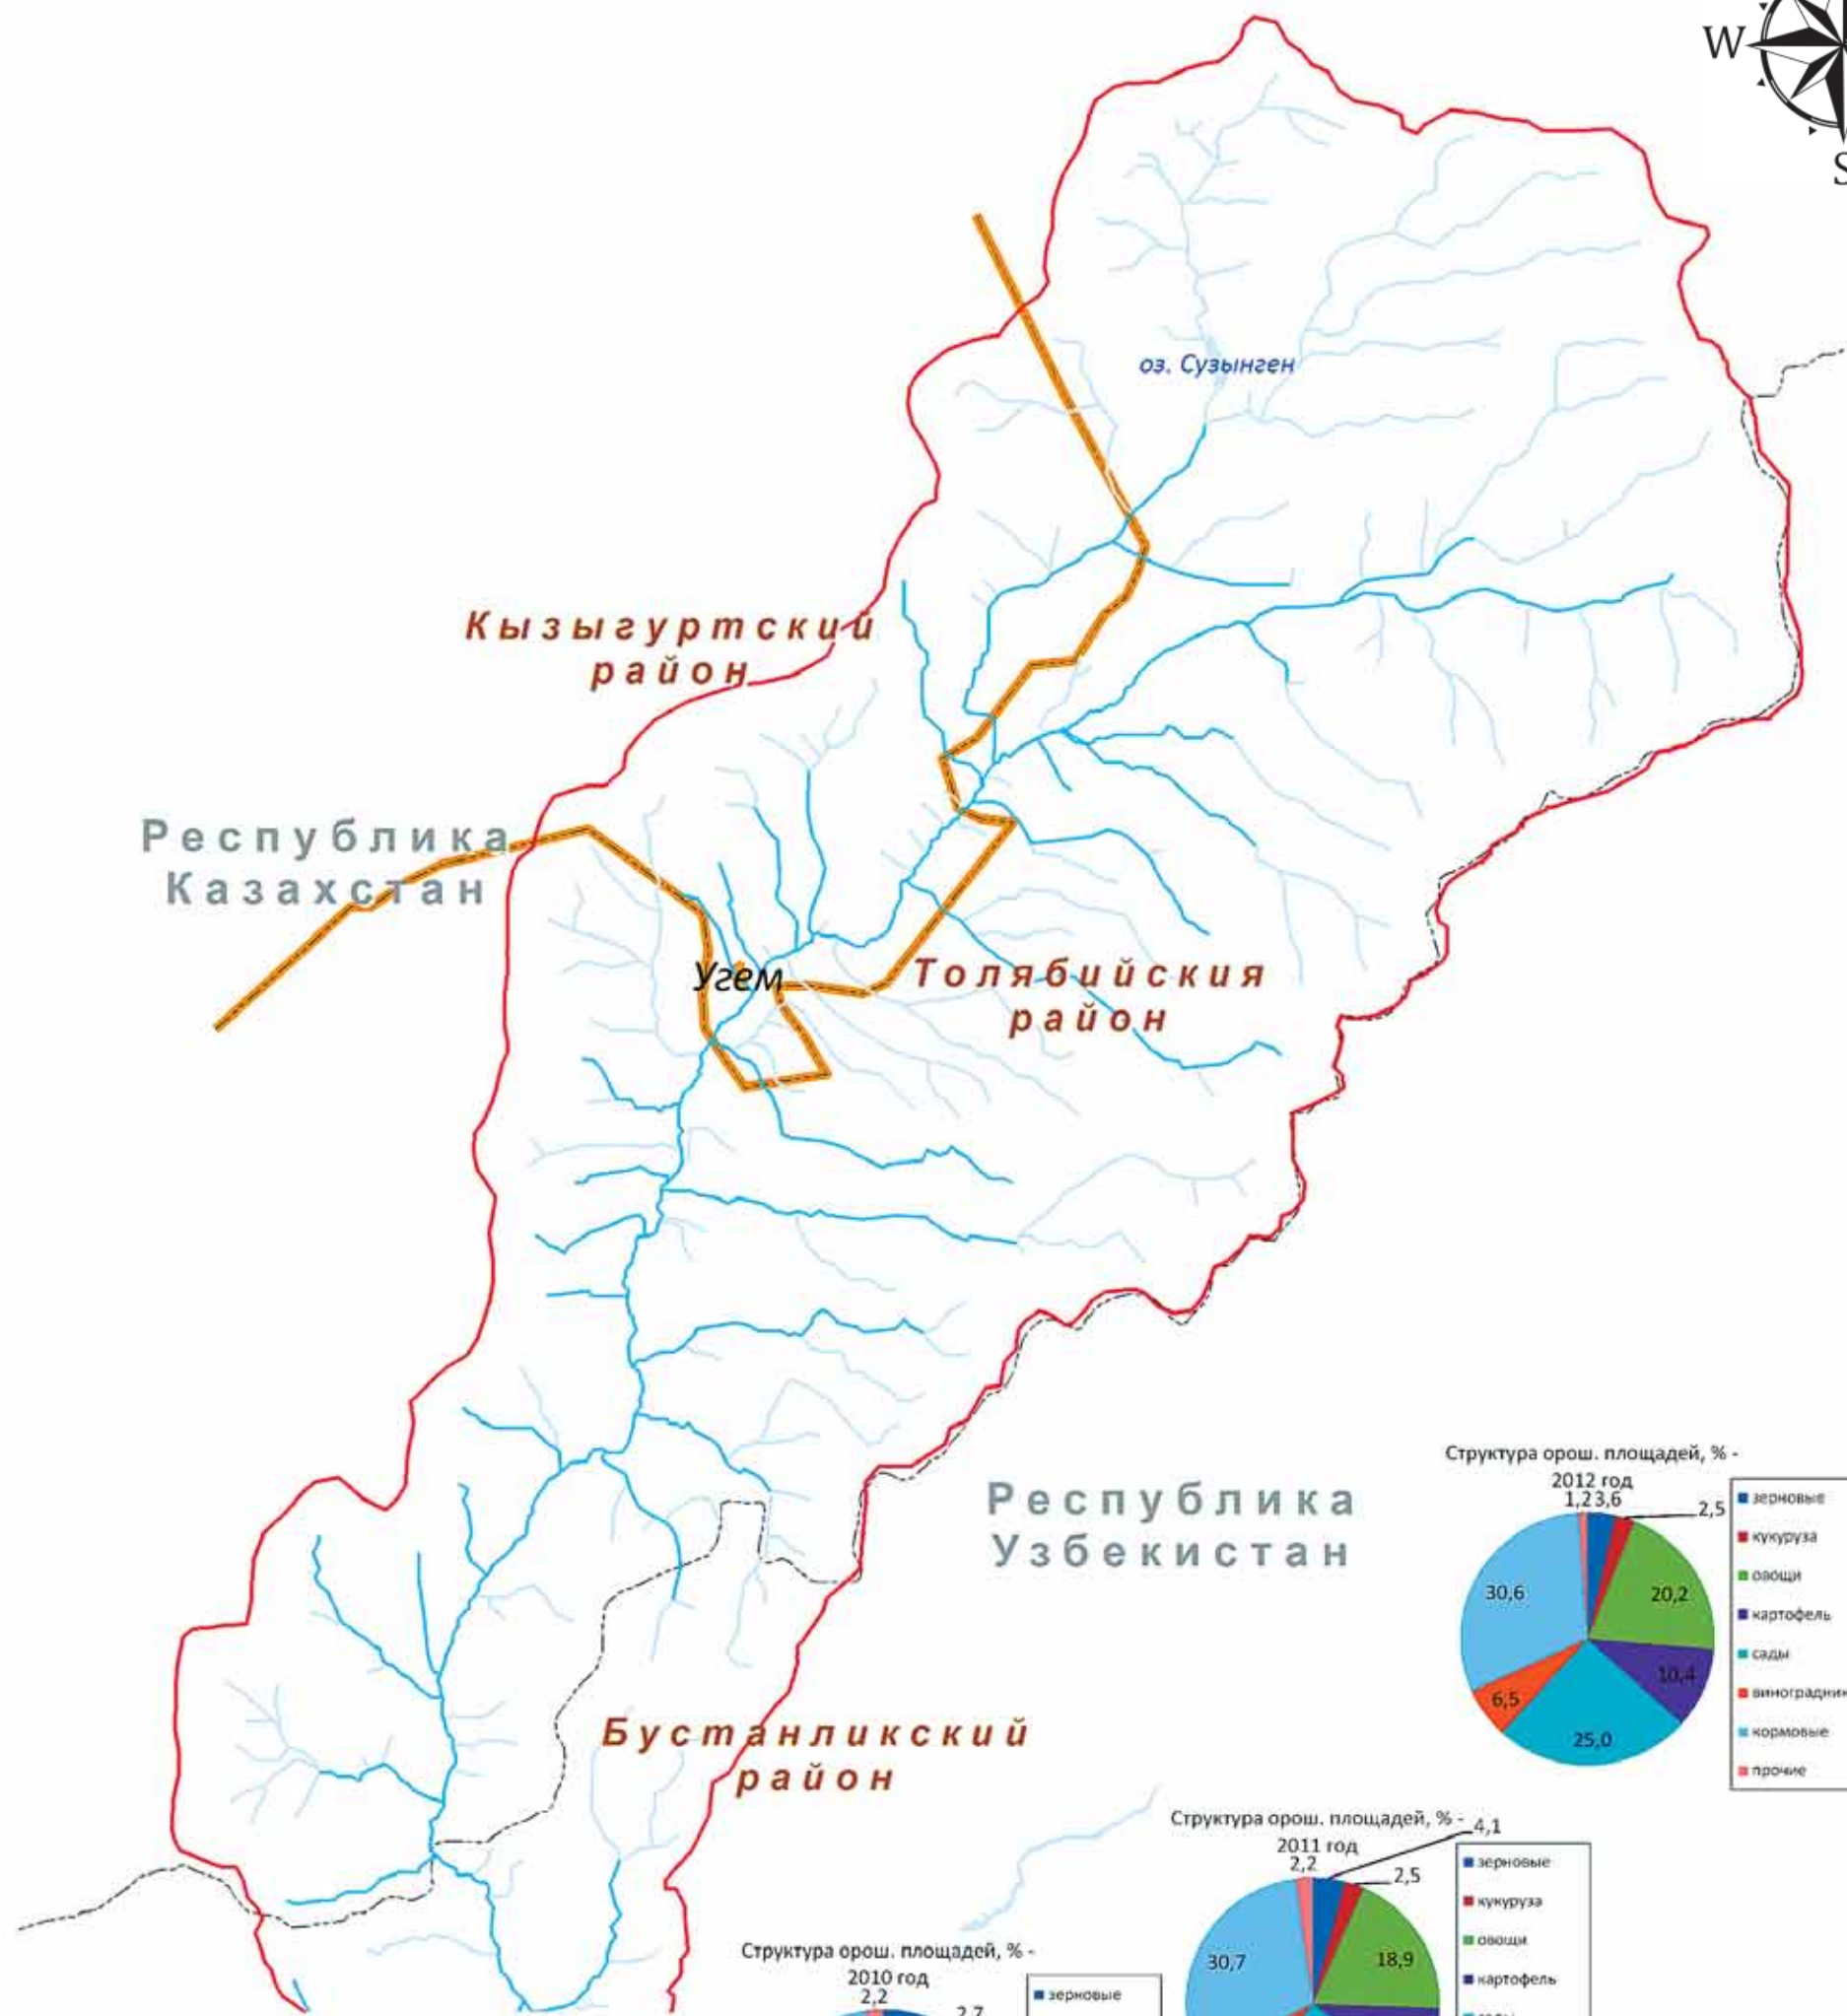 W
S
оз. Сузынген
Кызыгуртский
район
Республика
Казахстан
Угем
Толябийския
район
Республика
Узбекистан
Бустанликский
район
Структура орош. площадей, % -
2012 год
1,2
3,6
2,5
30,6
20,2
10,4
6,5
25,0
зерновые
кукуруза
овощи
картофель
сады
виноградник
кормовые
прочие
Структура орош. площадей, % -
2011 год
4,1
2,2
2,5
30,7
18,9
зерновые
кукуруза
овощи
картофель
Структура орош. площадей, % -
2010 год
2,2
2,7
зерновые